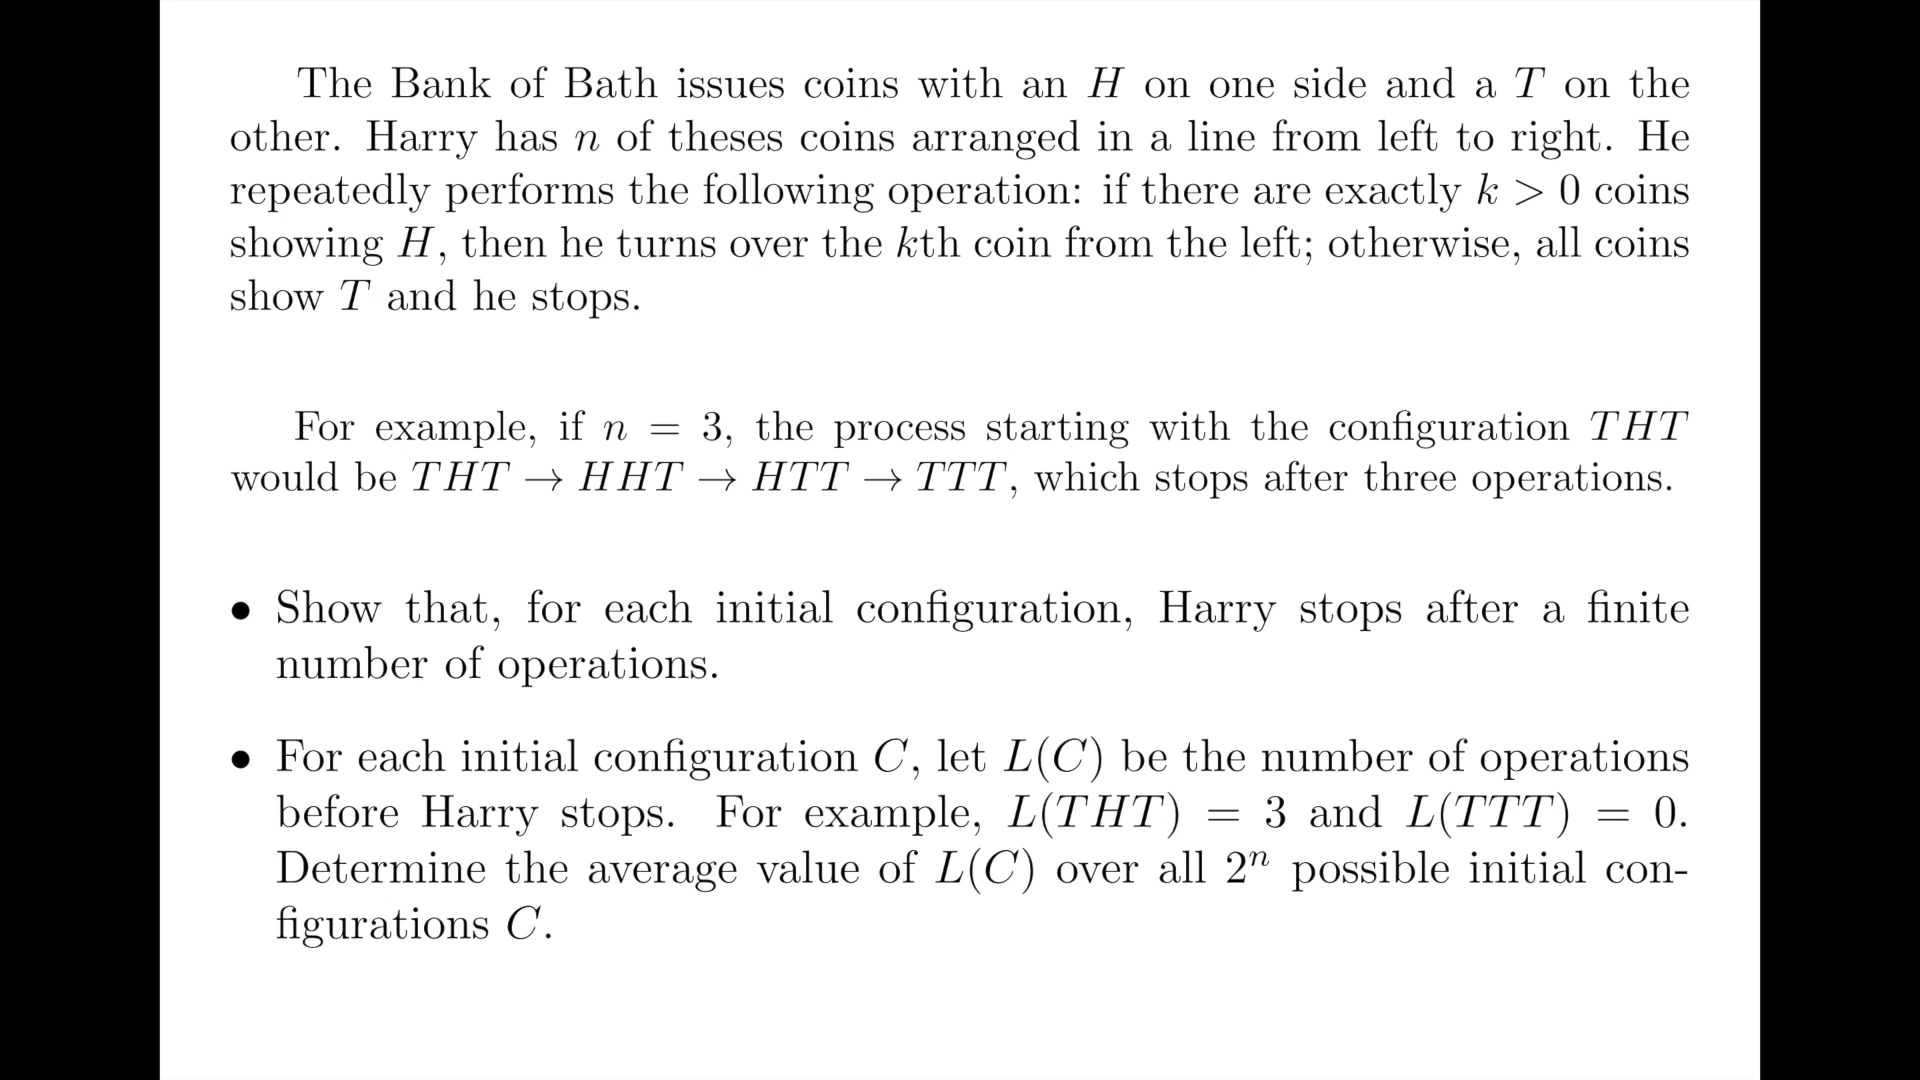 The Bank of Bath issues coins with an H on one side and a T on the
other. Harry has n of theses coins arranged in a line from left to right. He
repeatedly performs the following operation: if there are exactly k > 0 coins
showing H, then he turns over the kth coin from the left; otherwise, all coins
show T and he stops.
For example, if n = 3, the process starting with the configuration THT
would be THT → HHT → HTT → TTT, which stops after three operations.
• Show that, for each initial configuration, Harry stops after a finite
number of operations.
• For each initial configuration C, let L(C) be the number of operations
before Harry stops. For example, L(THT) = 3 and L(TTT) = 0.
Determine the average value of L(C) over all 2ⁿ possible initial con-
figurations C.